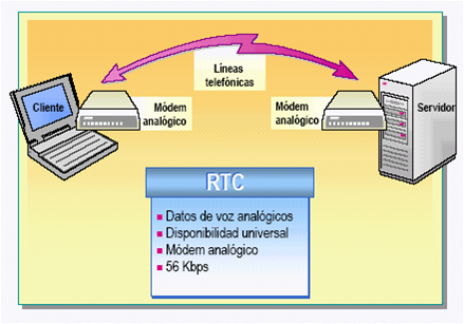 Líneas
telefónicas
Cliente
Módem
analógico
Módem
analógico
Servidor
RTC
Datos de voz analógicos
Disponibilidad universal
Módem analógico
56 Kbps